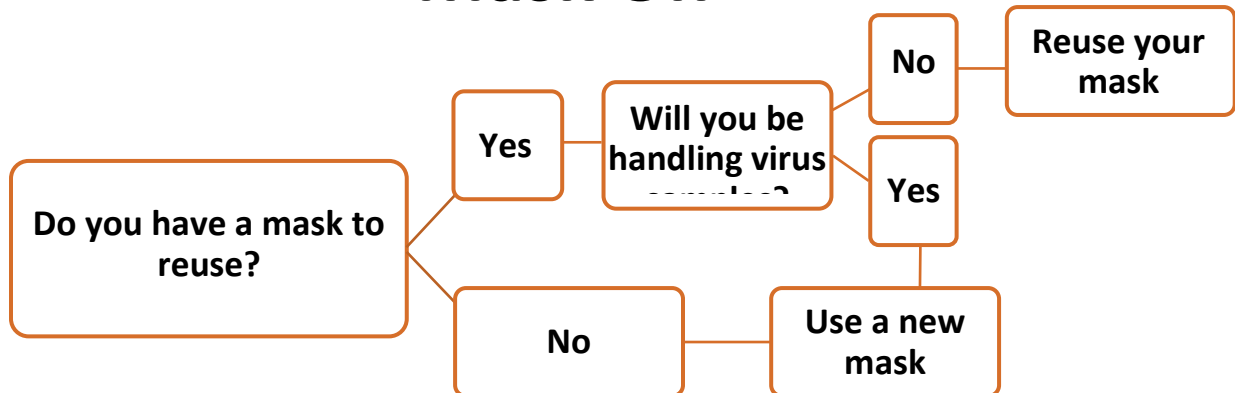 Do you have a mask to
reuse?
Yes
Will you be
handling virus
No
Reuse your
mask
Yes
No
Use a new
mask